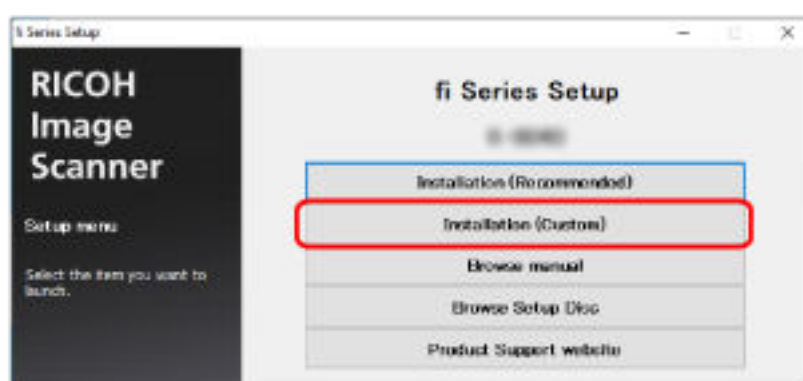 fi Series Setup
RICOH
Image
Scanner
Setup menu
Select the item you want to
launch.
fi Series Setup
Installation (Recommended)
Installation (Custom)
Browse manual
Browse Setup Disc
Product Support website